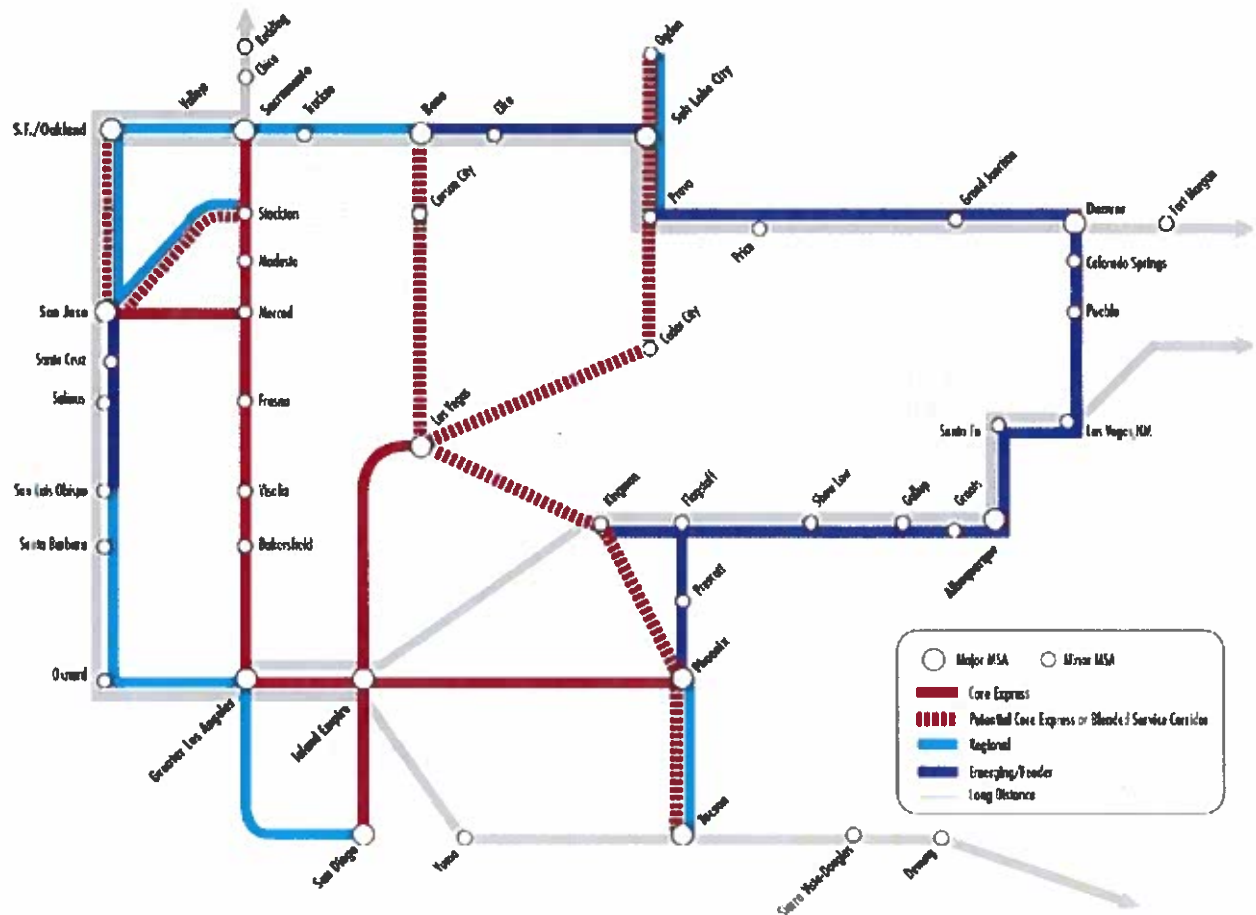 Redding
Chico
Vallejo
Sacramento
Truckee
Reno
Elko
Ogden
Salt Lake City
S.F./Oakland
Carson City
Provo
Grand Junction
Denver
Fort Morgan
Stockton
Price
Modesto
Colorado Springs
San Jose
Merced
Pueblo
Cedar City
Santa Cruz
Salinas
Fresno
Las Vegas
Santa Fe
Las Vegas, NM
San Luis Obispo
Visalia
Kingman
Flagstaff
Show Low
Gallup
Grants
Santa Barbara
Bakersfield
Albuquerque
Prescott
Oxnard
Phoenix
Greater Los Angeles
Inland Empire
San Diego
Yuma
Tucson
Sierra Vista-Douglas
Deming
Major MSA
Minor MSA
Core Express
Potential Core Express or Blended Service Corridor
Regional
Emerging/Feeder
Long Distance